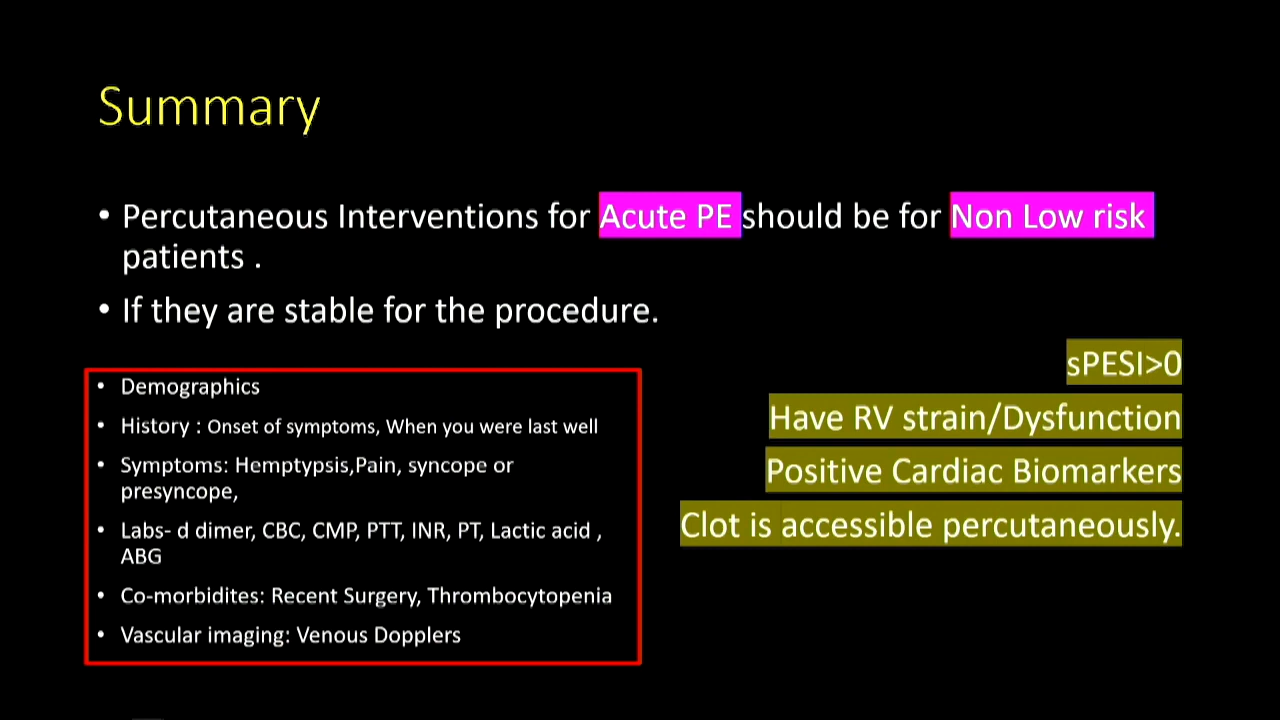 Summary
• Percutaneous Interventions for Acute PE should be for Non Low risk
patients .
• If they are stable for the procedure.
• Demographics
• History : Onset of symptoms, When you were last well
• Symptoms: Hemptypsis,Pain, syncope or
presyncope,
• Labs- d dimer, CBC, CMP, PTT, INR, PT, Lactic acid ,
ABG
• Co-morbidites: Recent Surgery, Thrombocytopenia
• Vascular imaging: Venous Dopplers
sPESI>0
Have RV strain/Dysfunction
Positive Cardiac Biomarkers
Clot is accessible percutaneously.